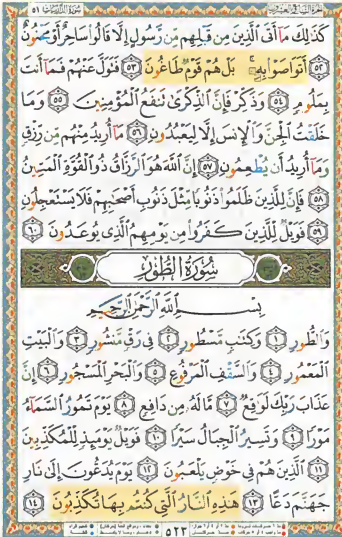 كَذَٰلِكَ مَآ أَتَى ٱلَّذِينَ مِن قَبۡلِهِم مِّن رَّسُولٍ إِلَّا قَالُواْ سَاحِرٌ أَوۡ مَجۡنُونٌ
٥٢ أَتَوَاصَوۡاْ بِهِۦۚ بَلۡ هُمۡ قَوۡمٞ طَاغُونَ ٥٣ فَتَوَلَّ عَنۡهُمۡ فَمَآ أَنتَ
بِمَلُومٖ ٥٤ وَذَكِّرۡ فَإِنَّ ٱلذِّكۡرَىٰ تَنفَعُ ٱلۡمُؤۡمِنِينَ ٥٥ وَمَا
خَلَقۡتُ ٱلۡجِنَّ وَٱلۡإِنسَ إِلَّا لِيَعۡبُدُونِ ٥٦ مَآ أُرِيدُ مِنۡهُم مِّن رِّزۡقٖ
وَمَآ أُرِيدُ أَن يُطۡعِمُونِ ٥٧ إِنَّ ٱللَّهَ هُوَ ٱلرَّزَّاقُ ذُو ٱلۡقُوَّةِ ٱلۡمَتِينُ
٥٨ فَإِنَّ لِلَّذِينَ ظَلَمُواْ ذَنُوبٗا مِّثۡلَ ذَنُوبِ أَصۡحَٰبِهِمۡ فَلَا يَسۡتَعۡجِلُونِ
٥٩ فَوَيۡلٞ لِّلَّذِينَ كَفَرُواْ مِن يَوۡمِهِمُ ٱلَّذِي يُوعَدُونَ ٦٠
سُورَةُ الطُّورِ
بِسۡمِ ٱللَّهِ ٱلرَّحۡمَٰنِ ٱلرَّحِيمِ
وَٱلطُّورِ ١ وَكِتَٰبٖ مَّسۡطُورٖ ٢ فِي رَقّٖ مَّنشُورٖ ٣ وَٱلۡبَيۡتِ
ٱلۡمَعۡمُورِ ٤ وَٱلسَّقۡفِ ٱلۡمَرۡفُوعِ ٥ وَٱلۡبَحۡرِ ٱلۡمَسۡجُورِ ٦ إِنَّ
عَذَابَ رَبِّكَ لَوَٰقِعٞ ٧ مَّا لَهُۥ مِن دَافِعٖ ٨ يَوۡمَ تَمُورُ ٱلسَّمَآءُ
مَوۡرٗا ٩ وَتَسِيرُ ٱلۡجِبَالُ سَيۡرٗا ١٠ فَوَيۡلٞ يَوۡمَئِذٖ لِّلۡمُكَذِّبِينَ
١١ ٱلَّذِينَ هُمۡ فِي خَوۡضٖ يَلۡعَبُونَ ١٢ يَوۡمَ يُدَعُّونَ إِلَىٰ نَارِ
جَهَنَّمَ دَعًّا ١٣ هَٰذِهِ ٱلنَّارُ ٱلَّتِي كُنتُم بِهَا تُكَذِّبُونَ ١٤
٥٢٣